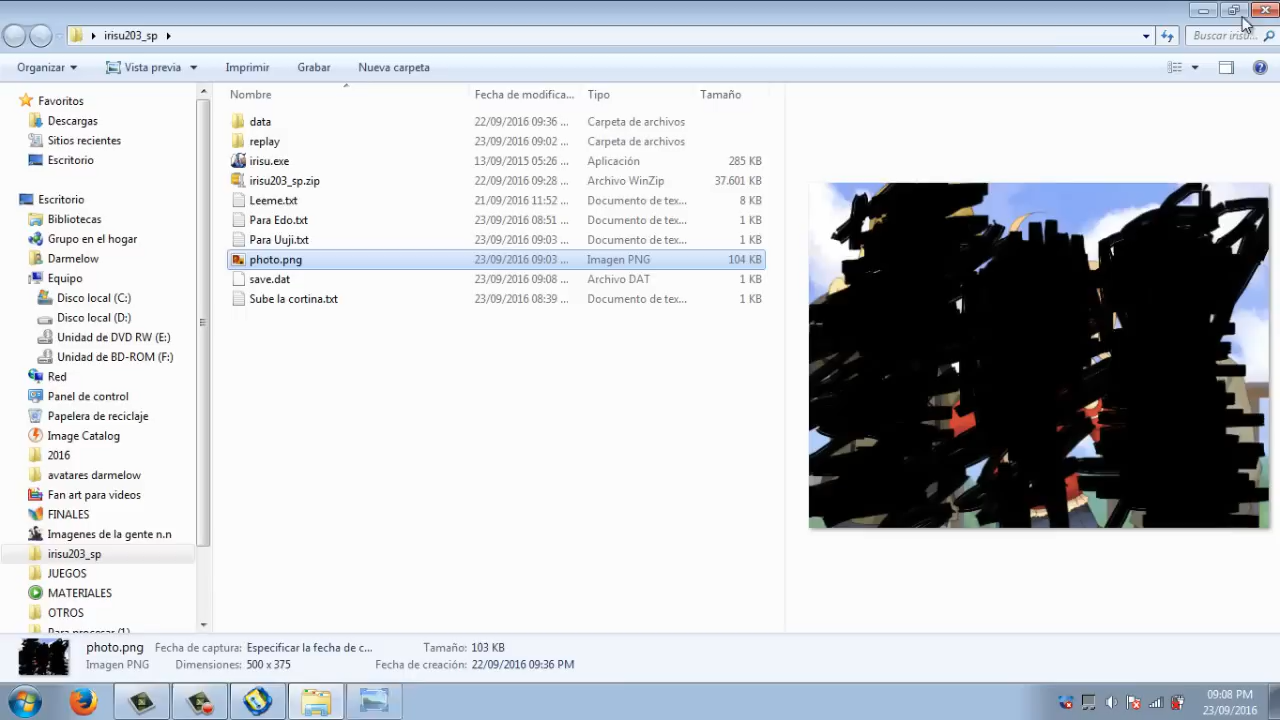 irisu203_sp
Buscar irisu...
Organizar
Vista previa
Imprimir
Grabar
Nueva carpeta
Nombre
Fecha de modifica...
Tipo
Tamaño
data
22/09/2016 09:36 ...
Carpeta de archivos
replay
23/09/2016 09:02 ...
Carpeta de archivos
irisu.exe
13/09/2015 05:26 ...
Aplicación
285 KB
irisu203_sp.zip
22/09/2016 09:28 ...
Archivo WinZip
37.601 KB
Leeme.txt
21/09/2016 11:52 ...
Documento de tex...
8 KB
Para Edo.txt
23/09/2016 08:51 ...
Documento de tex...
1 KB
Para Uuji.txt
23/09/2016 09:03 ...
Documento de tex...
1 KB
photo.png
23/09/2016 09:03 ...
Imagen PNG
104 KB
save.dat
23/09/2016 09:08 ...
Archivo DAT
1 KB
Sube la cortina.txt
23/09/2016 08:39 ...
Documento de tex...
1 KB
Favoritos
Descargas
Sitios recientes
Escritorio
Escritorio
Bibliotecas
Grupo en el hogar
Darmelow
Equipo
Disco local (C:)
Disco local (D:)
Unidad de DVD RW (E:)
Unidad de BD-ROM (F:)
Red
Panel de control
Papelera de reciclaje
Image Catalog
2016
avatares darmelow
Fan art para videos
FINALES
Imagenes de la gente n.n
irisu203_sp
JUEGOS
MATERIALES
OTROS
Para procesar (1)
photo.png
Imagen PNG
Fecha de captura: Especificar la fecha de c...
Dimensiones: 500 x 375
Tamaño: 103 KB
Fecha de creación: 22/09/2016 09:36 PM
09:08 PM
23/09/2016